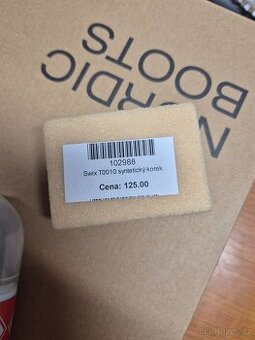 NORDIC
BOOTS
102988
Swix T0010 syntetický korek
Cena: 125.00